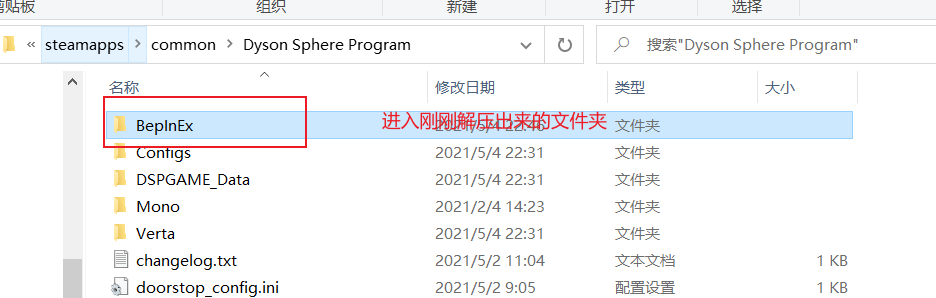 剪贴板 组织 新建 打开 选择
« steamapps › common › Dyson Sphere Program 搜索"Dyson Sphere Program"
名称 修改日期 类型 大小
BepInEx 2021/5/4 22:46 文件夹
进入刚刚解压出来的文件夹
Configs 2021/5/4 22:31 文件夹
DSPGAME_Data 2021/5/4 22:31 文件夹
Mono 2021/2/4 14:23 文件夹
Verta 2021/5/4 22:31 文件夹
changelog.txt 2021/5/2 11:04 文本文档 1 KB
doorstop_config.ini 2021/5/2 9:05 配置设置 1 KB